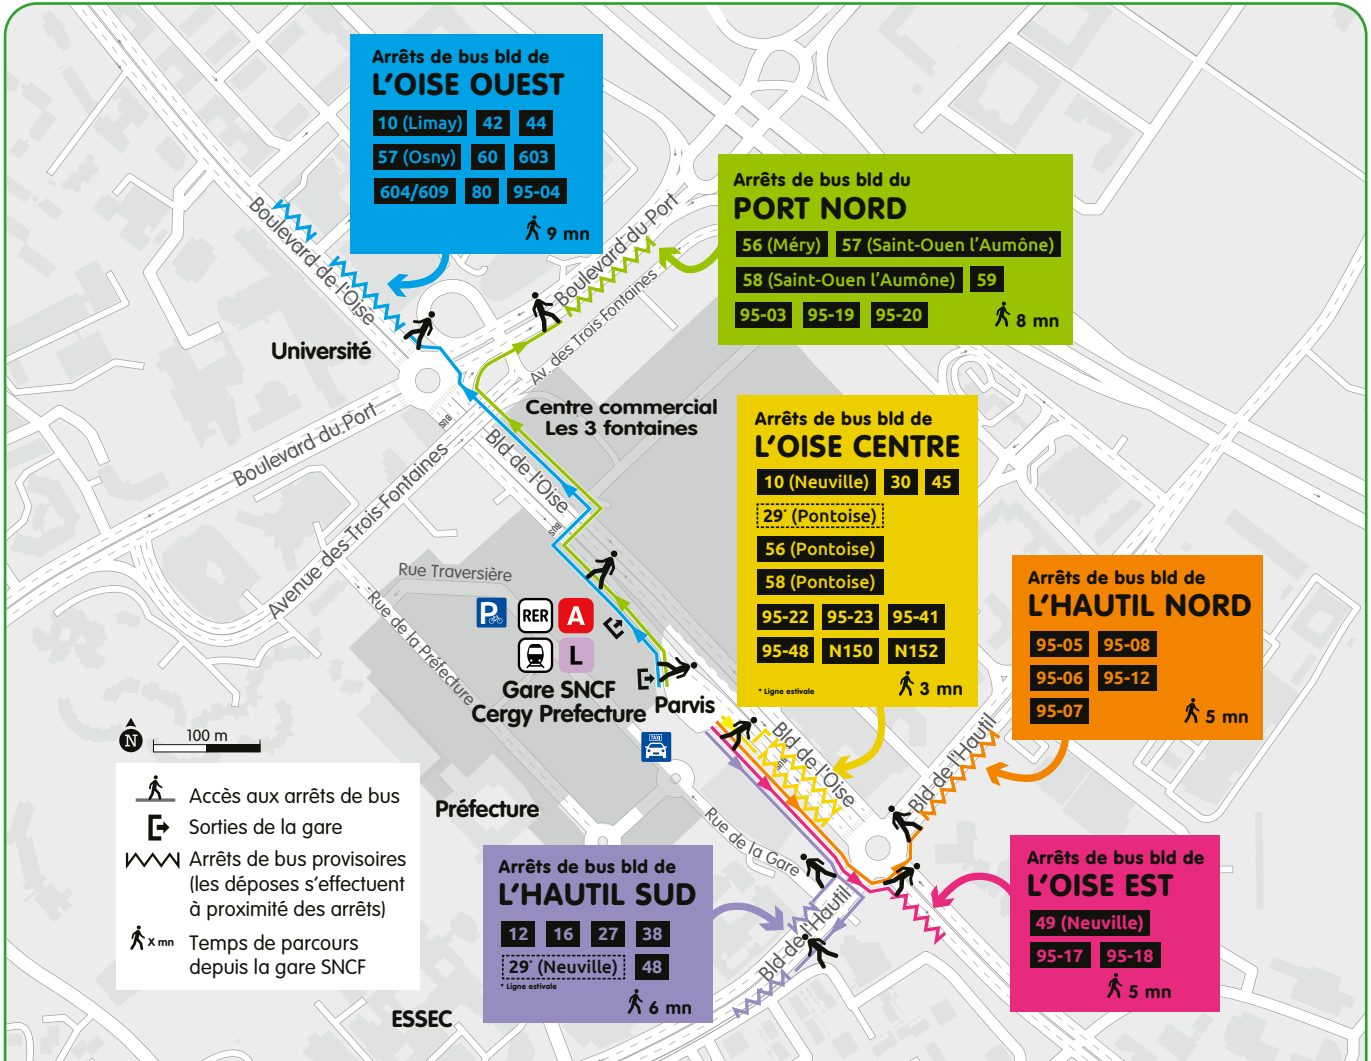 Arrêts de bus bld de
L'OISE OUEST
10 (Limay) 42 44
57 (Osny) 60 603
604/609 80 95-04
9 mn
Arrêts de bus bld du
PORT NORD
56 (Méry) 57 (Saint-Ouen l'Aumône)
58 (Saint-Ouen l'Aumône) 59
95-03 95-19 95-20
8 mn
Boulevard de l'Oise
Boulevard du Port
Av. des Trois Fontaines
Université
Boulevard du Port
Avenue des Trois Fontaines
BUS
Bld de l'Oise
BUS
Centre commercial
Les 3 fontaines
Arrêts de bus bld de
L'OISE CENTRE
10 (Neuville) 30 45
29* (Pontoise)
56 (Pontoise)
58 (Pontoise)
95-22 95-23 95-41
95-48 N150 N152
* Ligne estivale
3 mn
Arrêts de bus bld de
L'HAUTIL NORD
95-05 95-08
95-06 95-12
95-07
5 mn
Rue Traversière
Rue de la Préfecture
P RER A
L
Gare SNCF
Cergy Prefecture
Parvis
TAXI
N
100 m
Accès aux arrêts de bus
Sorties de la gare
Arrêts de bus provisoires
(les déposes s'effectuent
à proximité des arrêts)
X mn Temps de parcours
depuis la gare SNCF
Préfecture
Bld de l'Oise
BUS
Bld de l'Hautil
Rue de la Gare
Bld de l'Hautil
Arrêts de bus bld de
L'HAUTIL SUD
12 16 27 38
29* (Neuville) 48
* Ligne estivale
6 mn
Arrêts de bus bld de
L'OISE EST
49 (Neuville)
95-17 95-18
5 mn
ESSEC